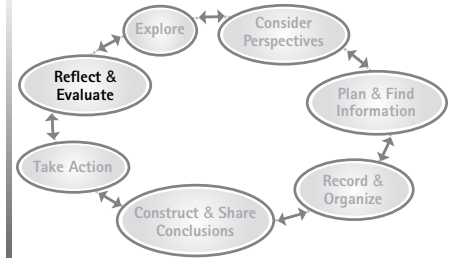 Explore
Consider
Perspectives
Reflect &
Evaluate
Plan & Find
Information
Take Action
Record &
Organize
Construct & Share
Conclusions